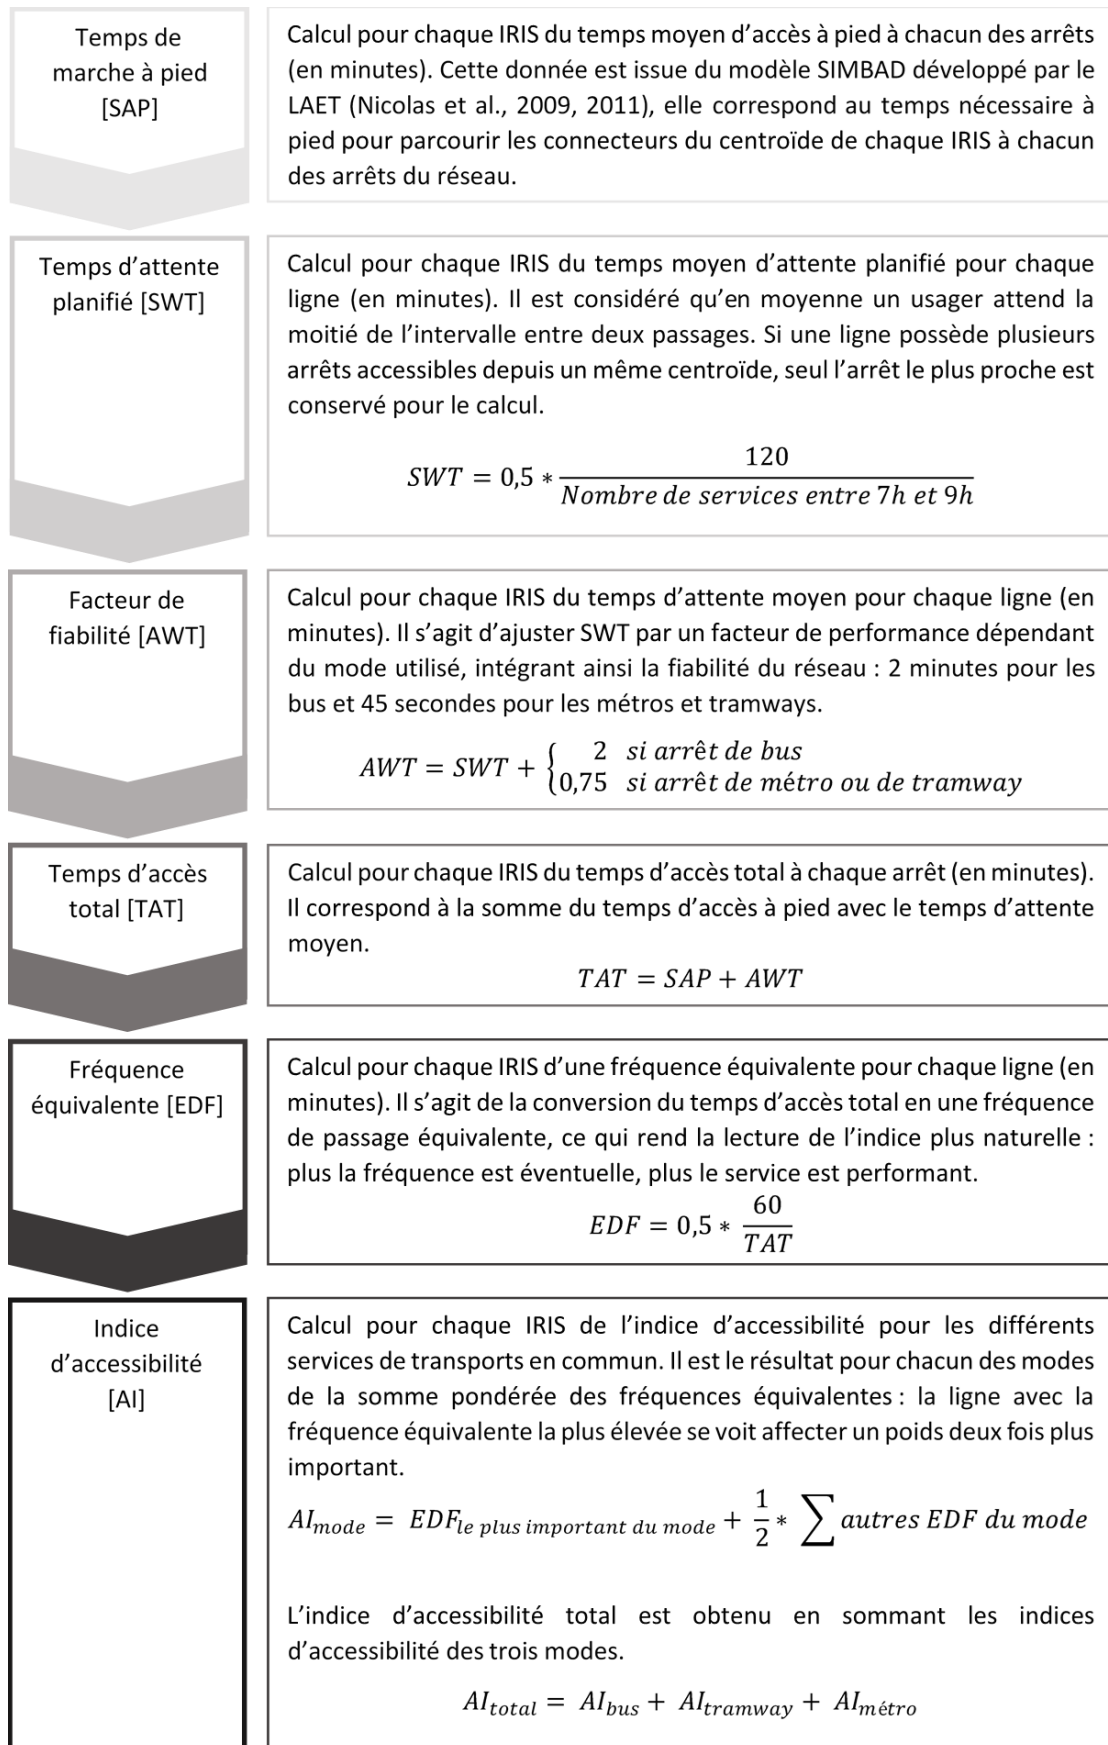 Temps de
marche à pied
[SAP]
Calcul pour chaque IRIS du temps moyen d'accès à pied à chacun des arrêts
(en minutes). Cette donnée est issue du modèle SIMBAD développé par le
LAET (Nicolas et al., 2009, 2011), elle correspond au temps nécessaire à
pied pour parcourir les connecteurs du centroïde de chaque IRIS à chacun
des arrêts du réseau.
Temps d'attente
planifié [SWT]
Calcul pour chaque IRIS du temps moyen d'attente planifié pour chaque
ligne (en minutes). Il est considéré qu'en moyenne un usager attend la
moitié de l'intervalle entre deux passages. Si une ligne possède plusieurs
arrêts accessibles depuis un même centroïde, seul l'arrêt le plus proche est
conservé pour le calcul.
SWT = 0,5 * 120 / Nombre de services entre 7h et 9h
Facteur de
fiabilité [AWT]
Calcul pour chaque IRIS du temps d'attente moyen pour chaque ligne (en
minutes). Il s'agit d'ajuster SWT par un facteur de performance dépendant
du mode utilisé, intégrant ainsi la fiabilité du réseau : 2 minutes pour les
bus et 45 secondes pour les métros et tramways.
AWT = SWT + { 2 si arrêt de bus
0,75 si arrêt de métro ou de tramway
Temps d'accès
total [TAT]
Calcul pour chaque IRIS du temps d'accès total à chaque arrêt (en minutes).
Il correspond à la somme du temps d'accès à pied avec le temps d'attente
moyen.
TAT = SAP + AWT
Fréquence
équivalente [EDF]
Calcul pour chaque IRIS d'une fréquence équivalente pour chaque ligne (en
minutes). Il s'agit de la conversion du temps d'accès total en une fréquence
de passage équivalente, ce qui rend la lecture de l'indice plus naturelle :
plus la fréquence est éventuelle, plus le service est performant.
EDF = 0,5 * 60 / TAT
Indice
d'accessibilité
[AI]
Calcul pour chaque IRIS de l'indice d'accessibilité pour les différents
services de transports en commun. Il est le résultat pour chacun des modes
de la somme pondérée des fréquences équivalentes : la ligne avec la
fréquence équivalente la plus élevée se voit affecter un poids deux fois plus
important.
AI mode = EDF le plus important du mode + 1/2 * ∑ autres EDF du mode
L'indice d'accessibilité total est obtenu en sommant les indices
d'accessibilité des trois modes.
AI total = AI bus + AI tramway + AI métro